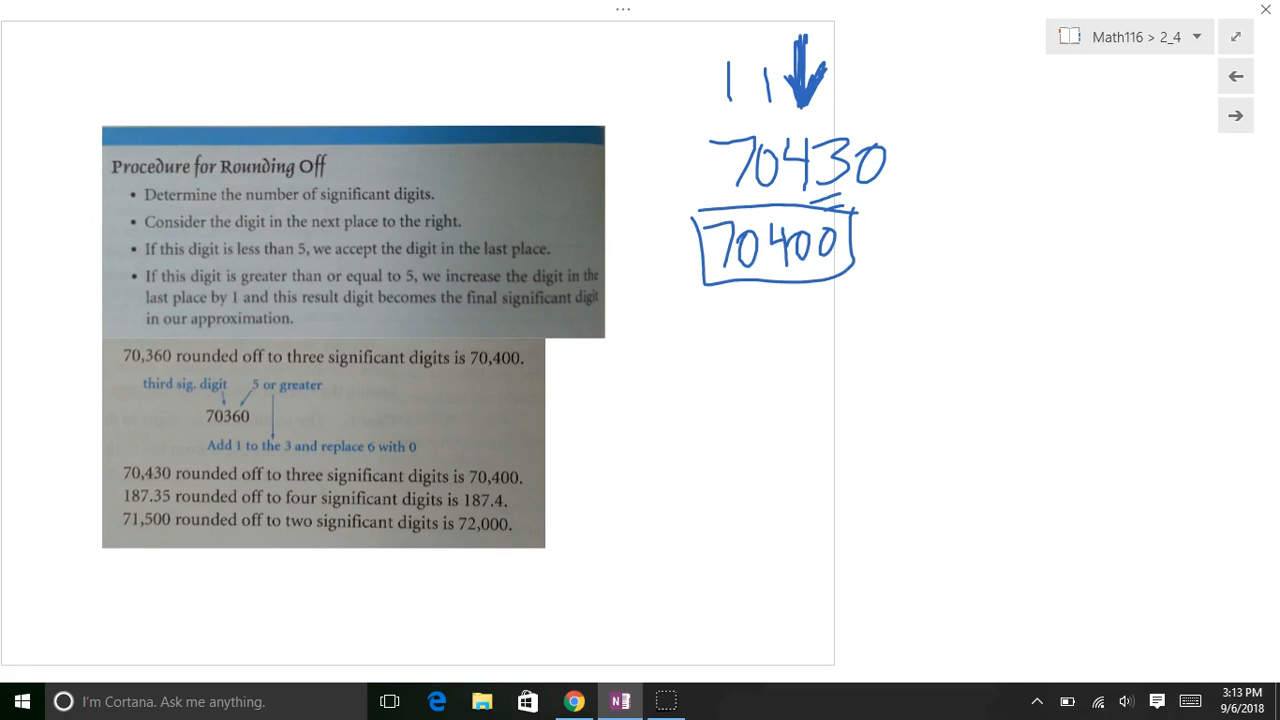 Math116 > 2_4
1 1
70430
70400
Procedure for Rounding Off
• Determine the number of significant digits.
• Consider the digit in the next place to the right.
• If this digit is less than 5, we accept the digit in the last place.
• If this digit is greater than or equal to 5, we increase the digit in the
last place by 1 and this result digit becomes the final significant digit
in our approximation.
70,360 rounded off to three significant digits is 70,400.
third sig. digit 5 or greater
70360
Add 1 to the 3 and replace 6 with 0
70,430 rounded off to three significant digits is 70,400.
187.35 rounded off to four significant digits is 187.4.
71,500 rounded off to two significant digits is 72,000.
I'm Cortana. Ask me anything.
3:13 PM
9/6/2018